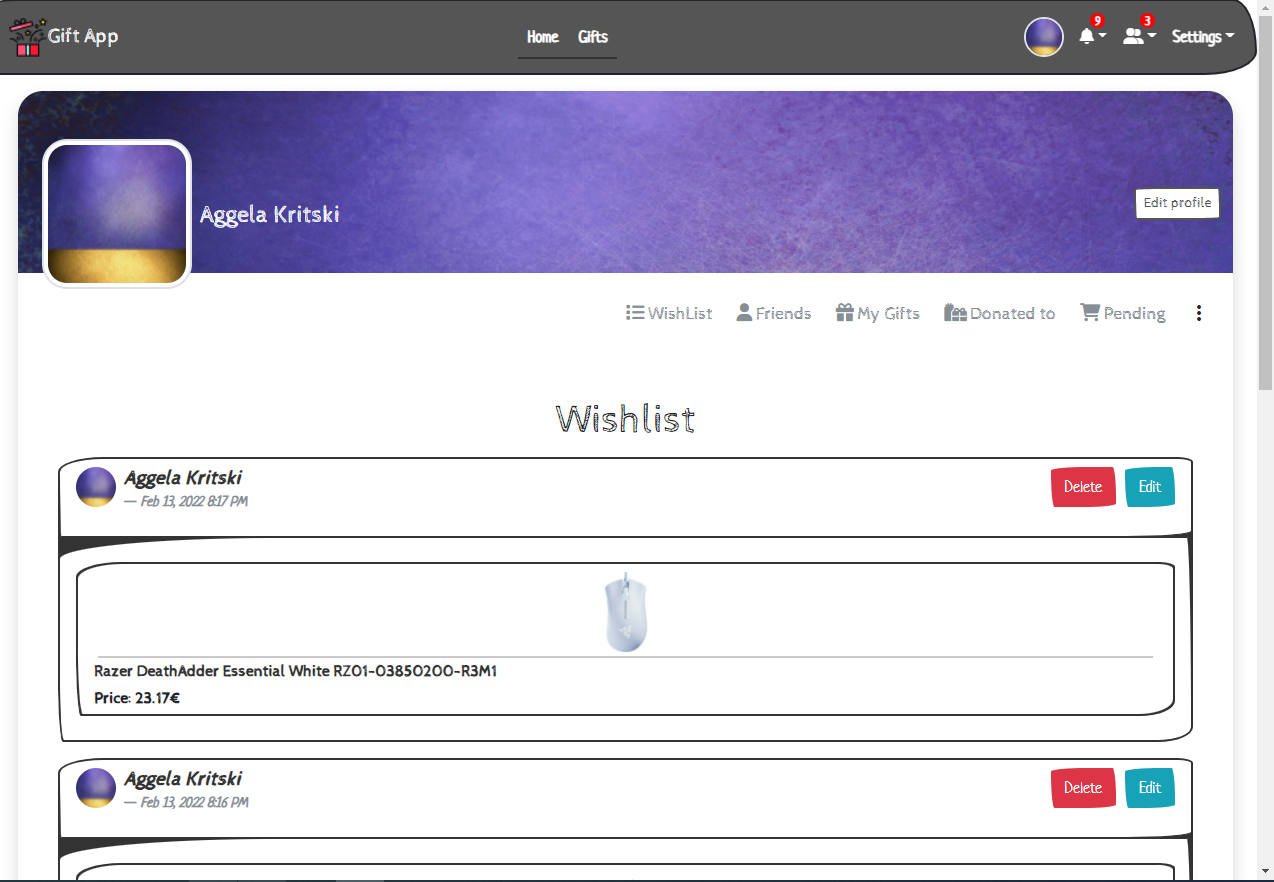 Gift App
Home Gifts
9 3 Settings
Aggela Kritski
Edit profile
WishList Friends My Gifts Donated to Pending
Wishlist
Aggela Kritski
— Feb 13, 2022 8:17 PM
Delete Edit
Razer DeathAdder Essential White RZ01-03850200-R3M1
Price: 23.17€
Aggela Kritski
— Feb 13, 2022 8:16 PM
Delete Edit